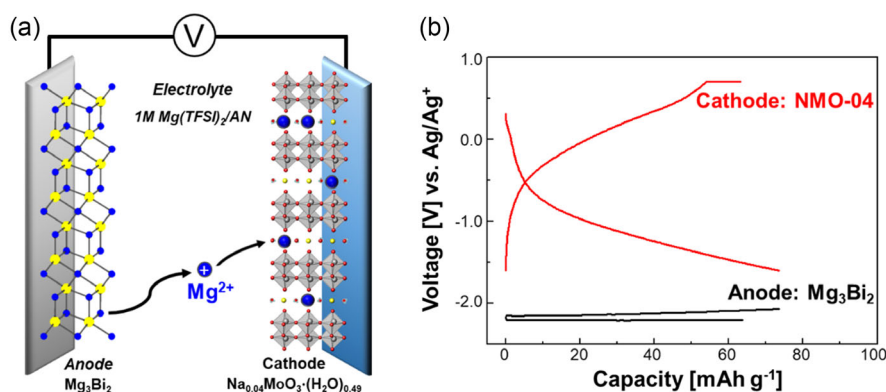 (a)
V
Electrolyte
1M Mg(TFSI)₂/AN
+
Mg²⁺
Anode
Mg₃Bi₂
Cathode
Na₀.₀₄MoO₃·(H₂O)₀.₄₉
(b)
Voltage [V] vs. Ag/Ag⁺
1.0
0.0
-1.0
-2.0
Cathode: NMO-04
Anode: Mg₃Bi₂
0 20 40 60 80 100
Capacity [mAh g⁻¹]